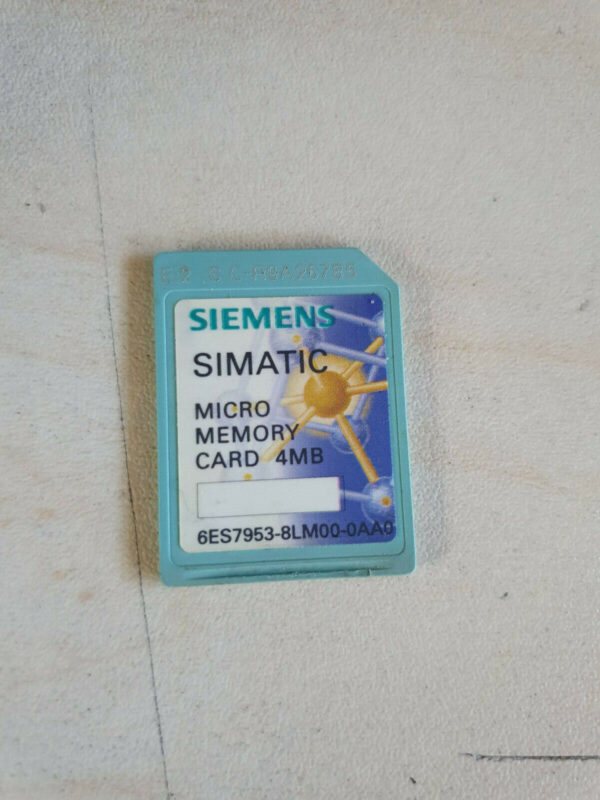 SIEMENS
SIMATIC
MICRO
MEMORY
CARD 4MB
6ES7953-8LM00-0AA0